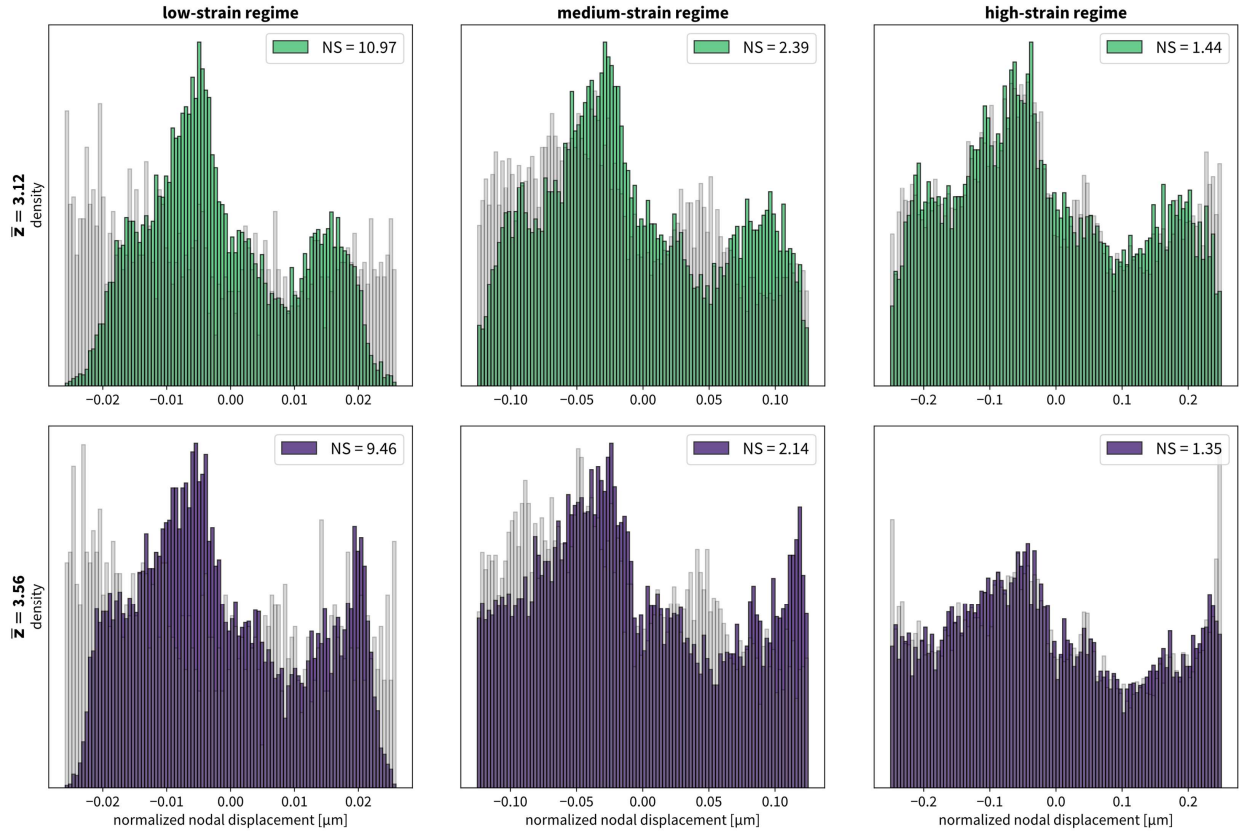 low-strain regime
medium-strain regime
high-strain regime
NS = 10.97
NS = 2.39
NS = 1.44
z̅ = 3.12
density
−0.02 −0.01 0.00 0.01 0.02
−0.10 −0.05 0.00 0.05 0.10
−0.2 −0.1 0.0 0.1 0.2
NS = 9.46
NS = 2.14
NS = 1.35
z̅ = 3.56
density
−0.02 −0.01 0.00 0.01 0.02
−0.10 −0.05 0.00 0.05 0.10
−0.2 −0.1 0.0 0.1 0.2
normalized nodal displacement [µm]
normalized nodal displacement [µm]
normalized nodal displacement [µm]